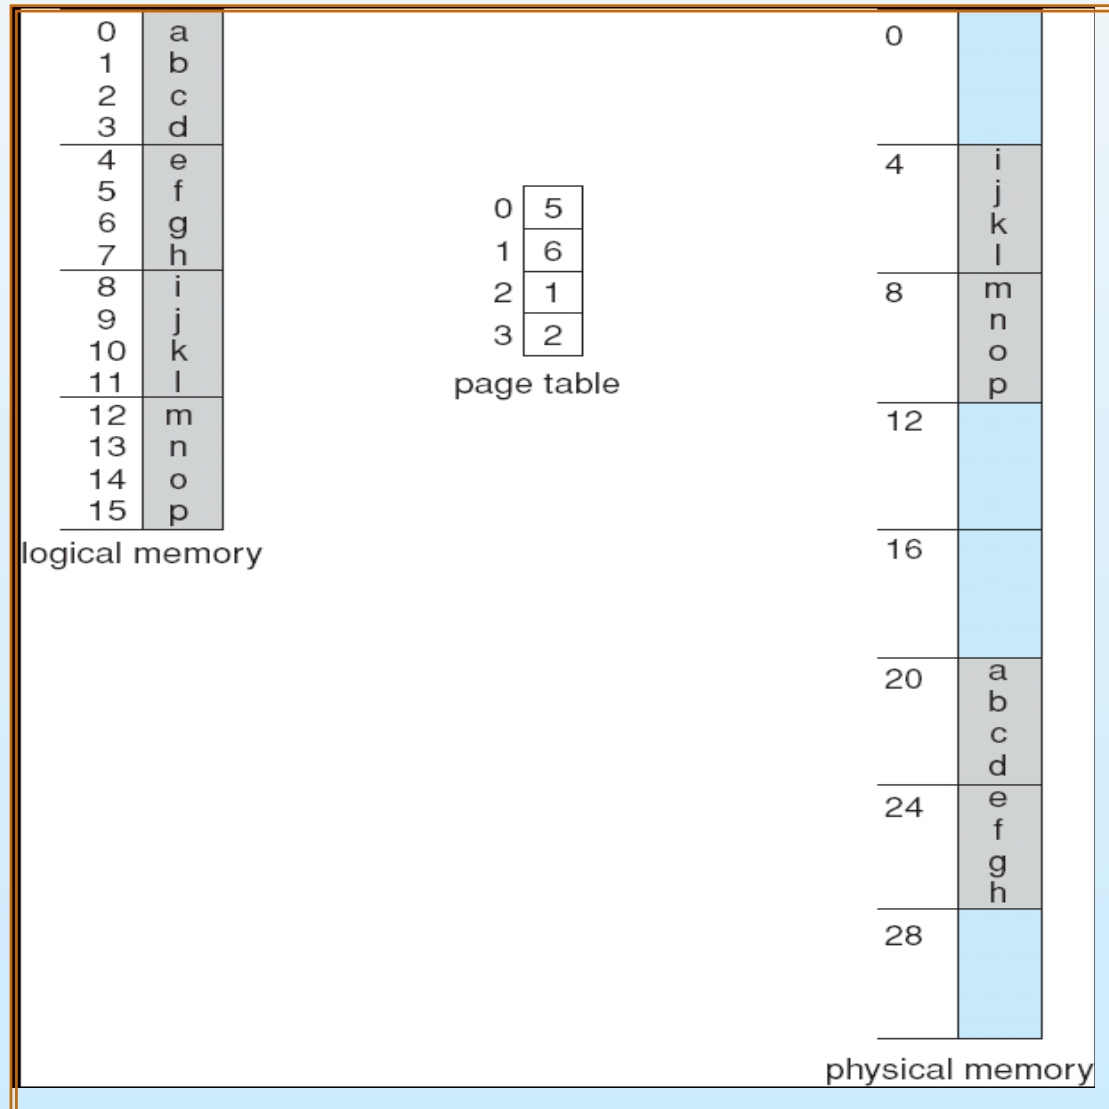 0 a
1 b
2 c
3 d
4 e
5 f
6 g
7 h
8 i
9 j
10 k
11 l
12 m
13 n
14 o
15 p
logical memory
0 5
1 6
2 1
3 2
page table
0
4 i
j
k
l
8 m
n
o
p
12
16
20 a
b
c
d
24 e
f
g
h
28
physical memory